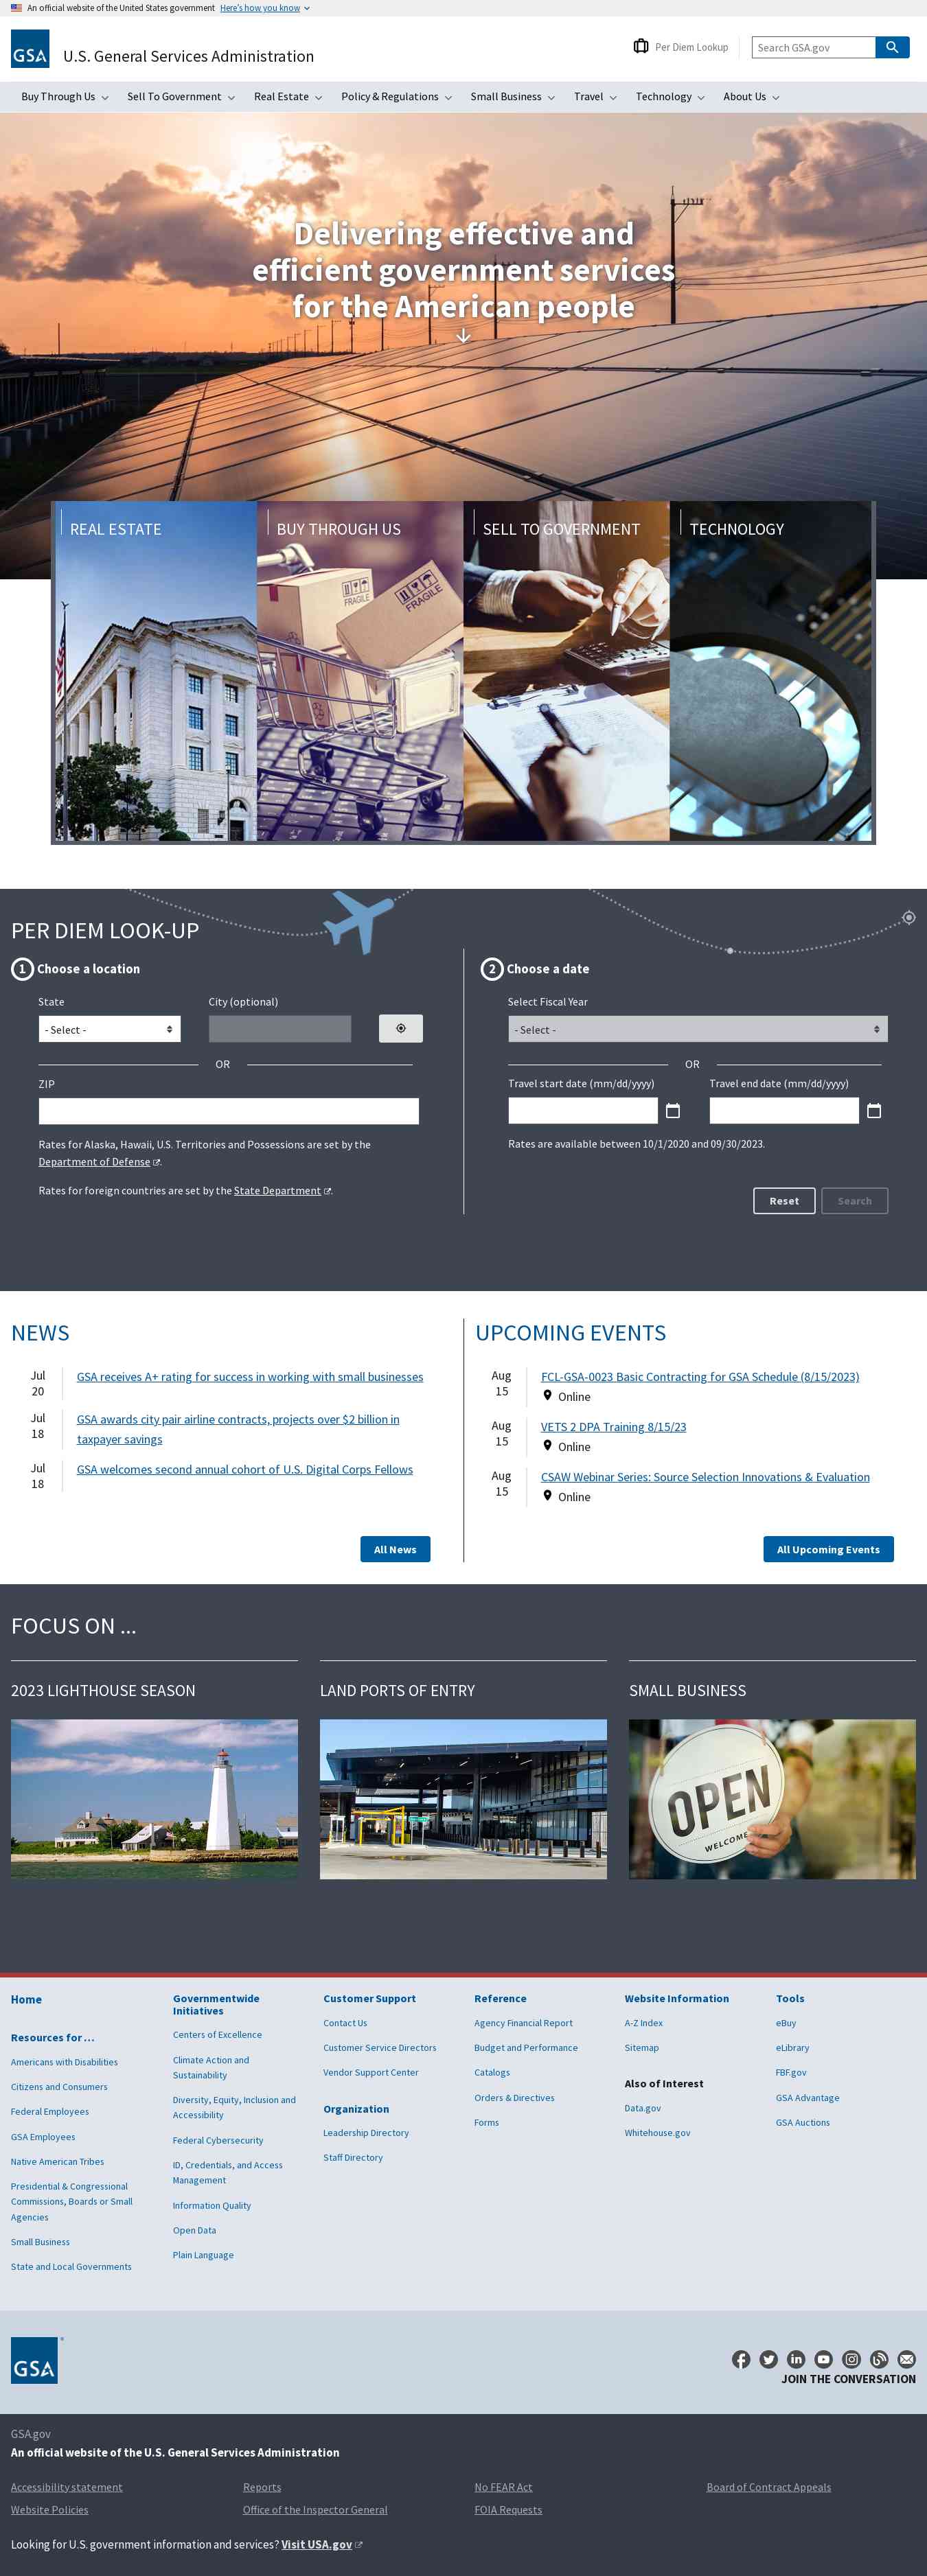 An official website of the United States government Here's how you know
GSA
U.S. General Services Administration
Per Diem Lookup
Search GSA.gov
Buy Through Us
Sell To Government
Real Estate
Policy & Regulations
Small Business
Travel
Technology
About Us
Delivering effective and
efficient government services
for the American people
REAL ESTATE
BUY THROUGH US
SELL TO GOVERNMENT
TECHNOLOGY
FRAGILE
FRAGILE
PER DIEM LOOK-UP
1 Choose a location
State
City (optional)
- Select -
OR
ZIP
Rates for Alaska, Hawaii, U.S. Territories and Possessions are set by the
Department of Defense.
Rates for foreign countries are set by the State Department.
2 Choose a date
Select Fiscal Year
- Select -
OR
Travel start date (mm/dd/yyyy)
Travel end date (mm/dd/yyyy)
Rates are available between 10/1/2020 and 09/30/2023.
Reset
Search
NEWS
Jul
20
GSA receives A+ rating for success in working with small businesses
Jul
18
GSA awards city pair airline contracts, projects over $2 billion in
taxpayer savings
Jul
18
GSA welcomes second annual cohort of U.S. Digital Corps Fellows
All News
UPCOMING EVENTS
Aug
15
FCL-GSA-0023 Basic Contracting for GSA Schedule (8/15/2023)
Online
Aug
15
VETS 2 DPA Training 8/15/23
Online
Aug
15
CSAW Webinar Series: Source Selection Innovations & Evaluation
Online
All Upcoming Events
FOCUS ON ...
2023 LIGHTHOUSE SEASON
LAND PORTS OF ENTRY
SMALL BUSINESS
OPEN
WELCOME
Home
Resources for …
Americans with Disabilities
Citizens and Consumers
Federal Employees
GSA Employees
Native American Tribes
Presidential & Congressional
Commissions, Boards or Small
Agencies
Small Business
State and Local Governments
Governmentwide
Initiatives
Centers of Excellence
Climate Action and
Sustainability
Diversity, Equity, Inclusion and
Accessibility
Federal Cybersecurity
ID, Credentials, and Access
Management
Information Quality
Open Data
Plain Language
Customer Support
Contact Us
Customer Service Directors
Vendor Support Center
Organization
Leadership Directory
Staff Directory
Reference
Agency Financial Report
Budget and Performance
Catalogs
Orders & Directives
Forms
Website Information
A-Z Index
Sitemap
Also of Interest
Data.gov
Whitehouse.gov
Tools
eBuy
eLibrary
FBF.gov
GSA Advantage
GSA Auctions
GSA
JOIN THE CONVERSATION
GSA.gov
An official website of the U.S. General Services Administration
Accessibility statement
Reports
No FEAR Act
Board of Contract Appeals
Website Policies
Office of the Inspector General
FOIA Requests
Looking for U.S. government information and services? Visit USA.gov